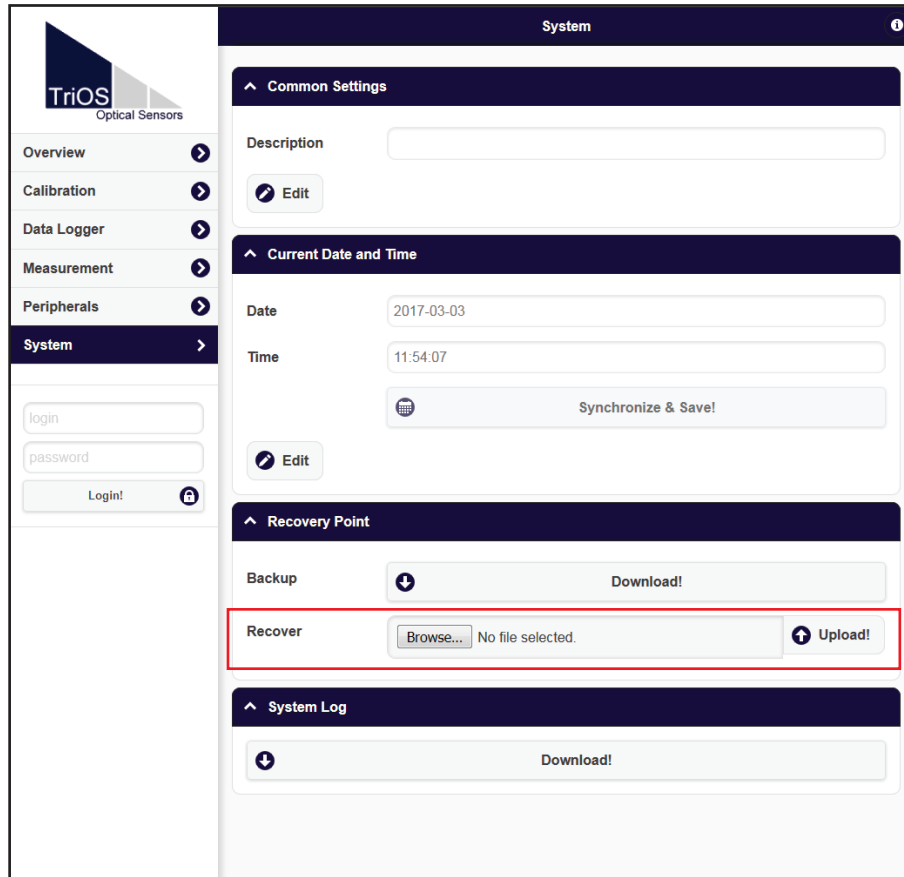 TriOS
Optical Sensors
Overview
Calibration
Data Logger
Measurement
Peripherals
System
login
password
Login!
System
Common Settings
Description
Edit
Current Date and Time
Date 2017-03-03
Time 11:54:07
Synchronize & Save!
Edit
Recovery Point
Backup Download!
Recover Browse... No file selected. Upload!
System Log
Download!